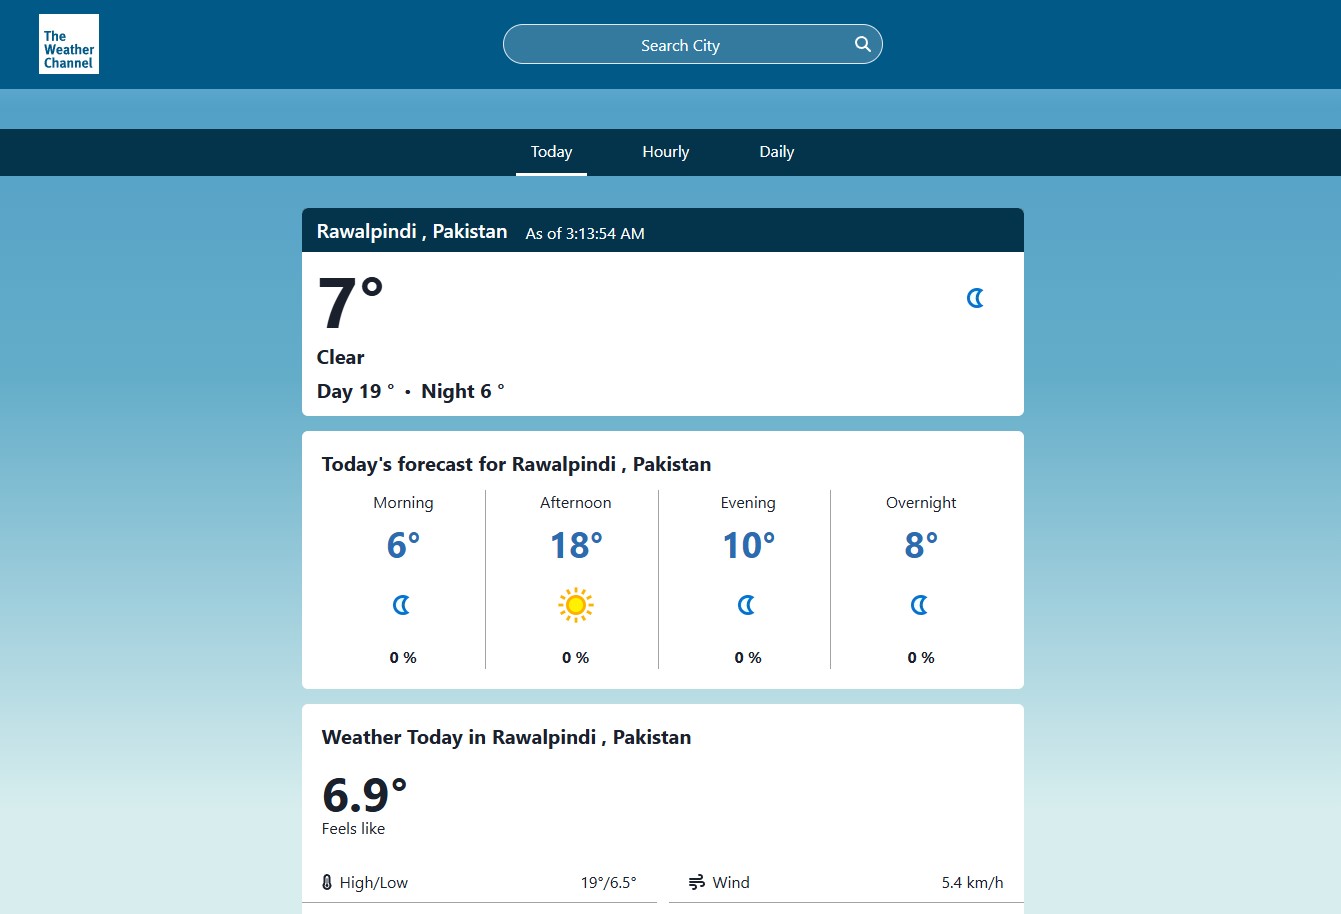 The
Weather
Channel
Search City
Today Hourly Daily
Rawalpindi , Pakistan As of 3:13:54 AM
7°
Clear
Day 19 ° • Night 6 °
Today's forecast for Rawalpindi , Pakistan
Morning Afternoon Evening Overnight
6° 18° 10° 8°
0 % 0 % 0 % 0 %
Weather Today in Rawalpindi , Pakistan
6.9°
Feels like
High/Low 19°/6.5° Wind 5.4 km/h